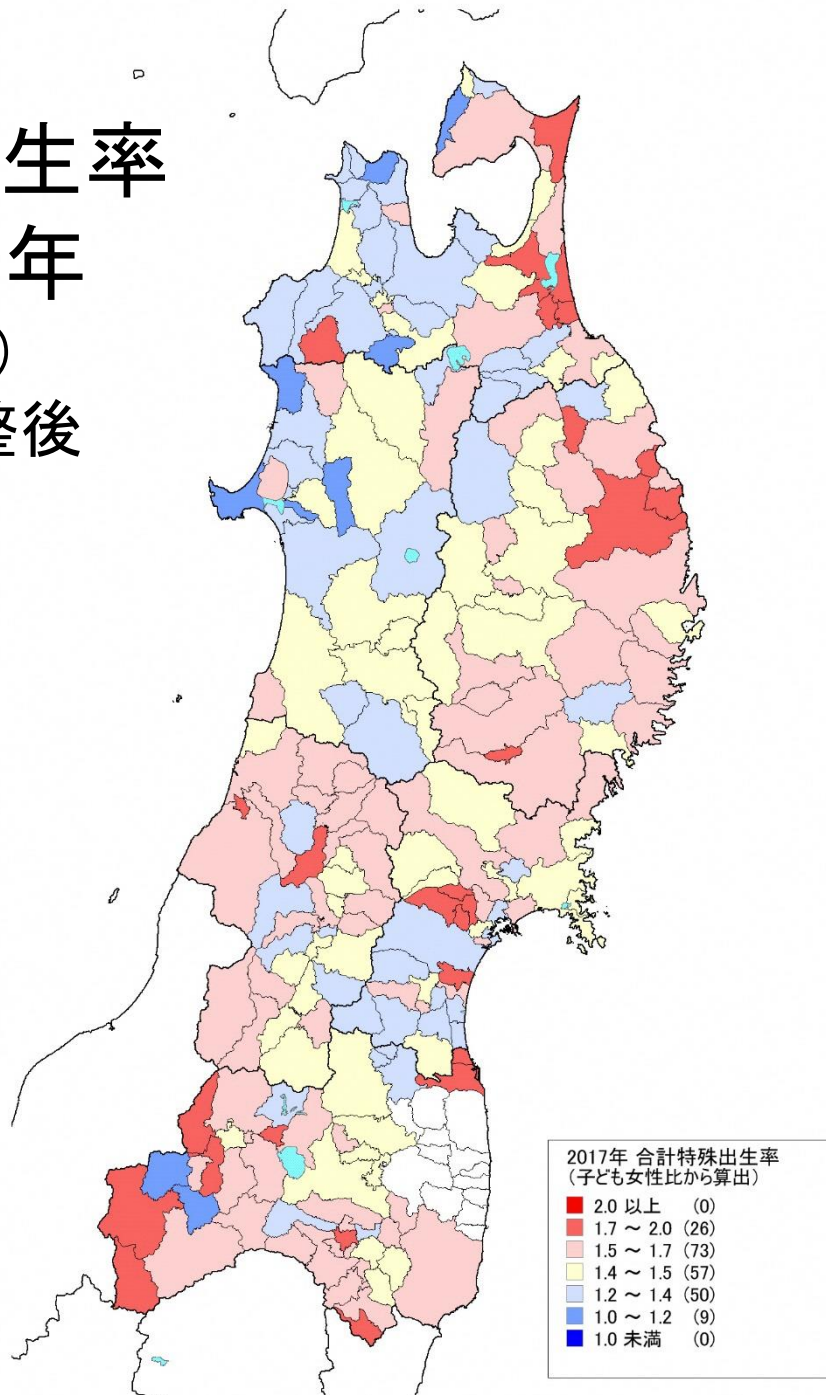 生率
年
)
整後
2017年 合計特殊出生率
(子ども女性比から算出)
2.0 以上 (0)
1.7 ～ 2.0 (26)
1.5 ～ 1.7 (73)
1.4 ～ 1.5 (57)
1.2 ～ 1.4 (50)
1.0 ～ 1.2 (9)
1.0 未満 (0)